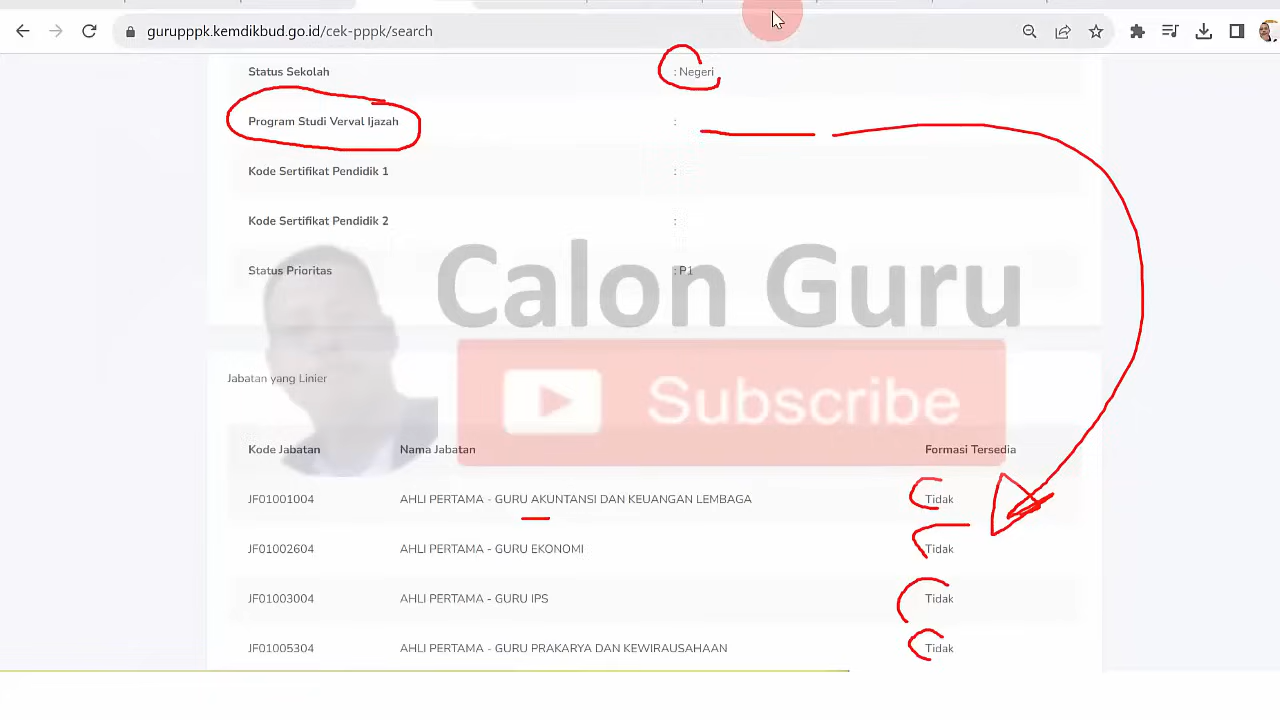 gurupppk.kemdikbud.go.id/cek-pppk/search
Status Sekolah : Negeri
Program Studi Verval Ijazah :
Kode Sertifikat Pendidik 1 :
Kode Sertifikat Pendidik 2 :
Status Prioritas : P1
Calon Guru
Subscribe
Jabatan yang Linier
Kode Jabatan Nama Jabatan Formasi Tersedia
JF01001604 AHLI PERTAMA - GURU AKUNTANSI DAN KEUANGAN LEMBAGA Tidak
JF01002604 AHLI PERTAMA - GURU EKONOMI Tidak
JF01003004 AHLI PERTAMA - GURU IPS Tidak
JF01005304 AHLI PERTAMA - GURU PRAKARYA DAN KEWIRAUSAHAAN Tidak